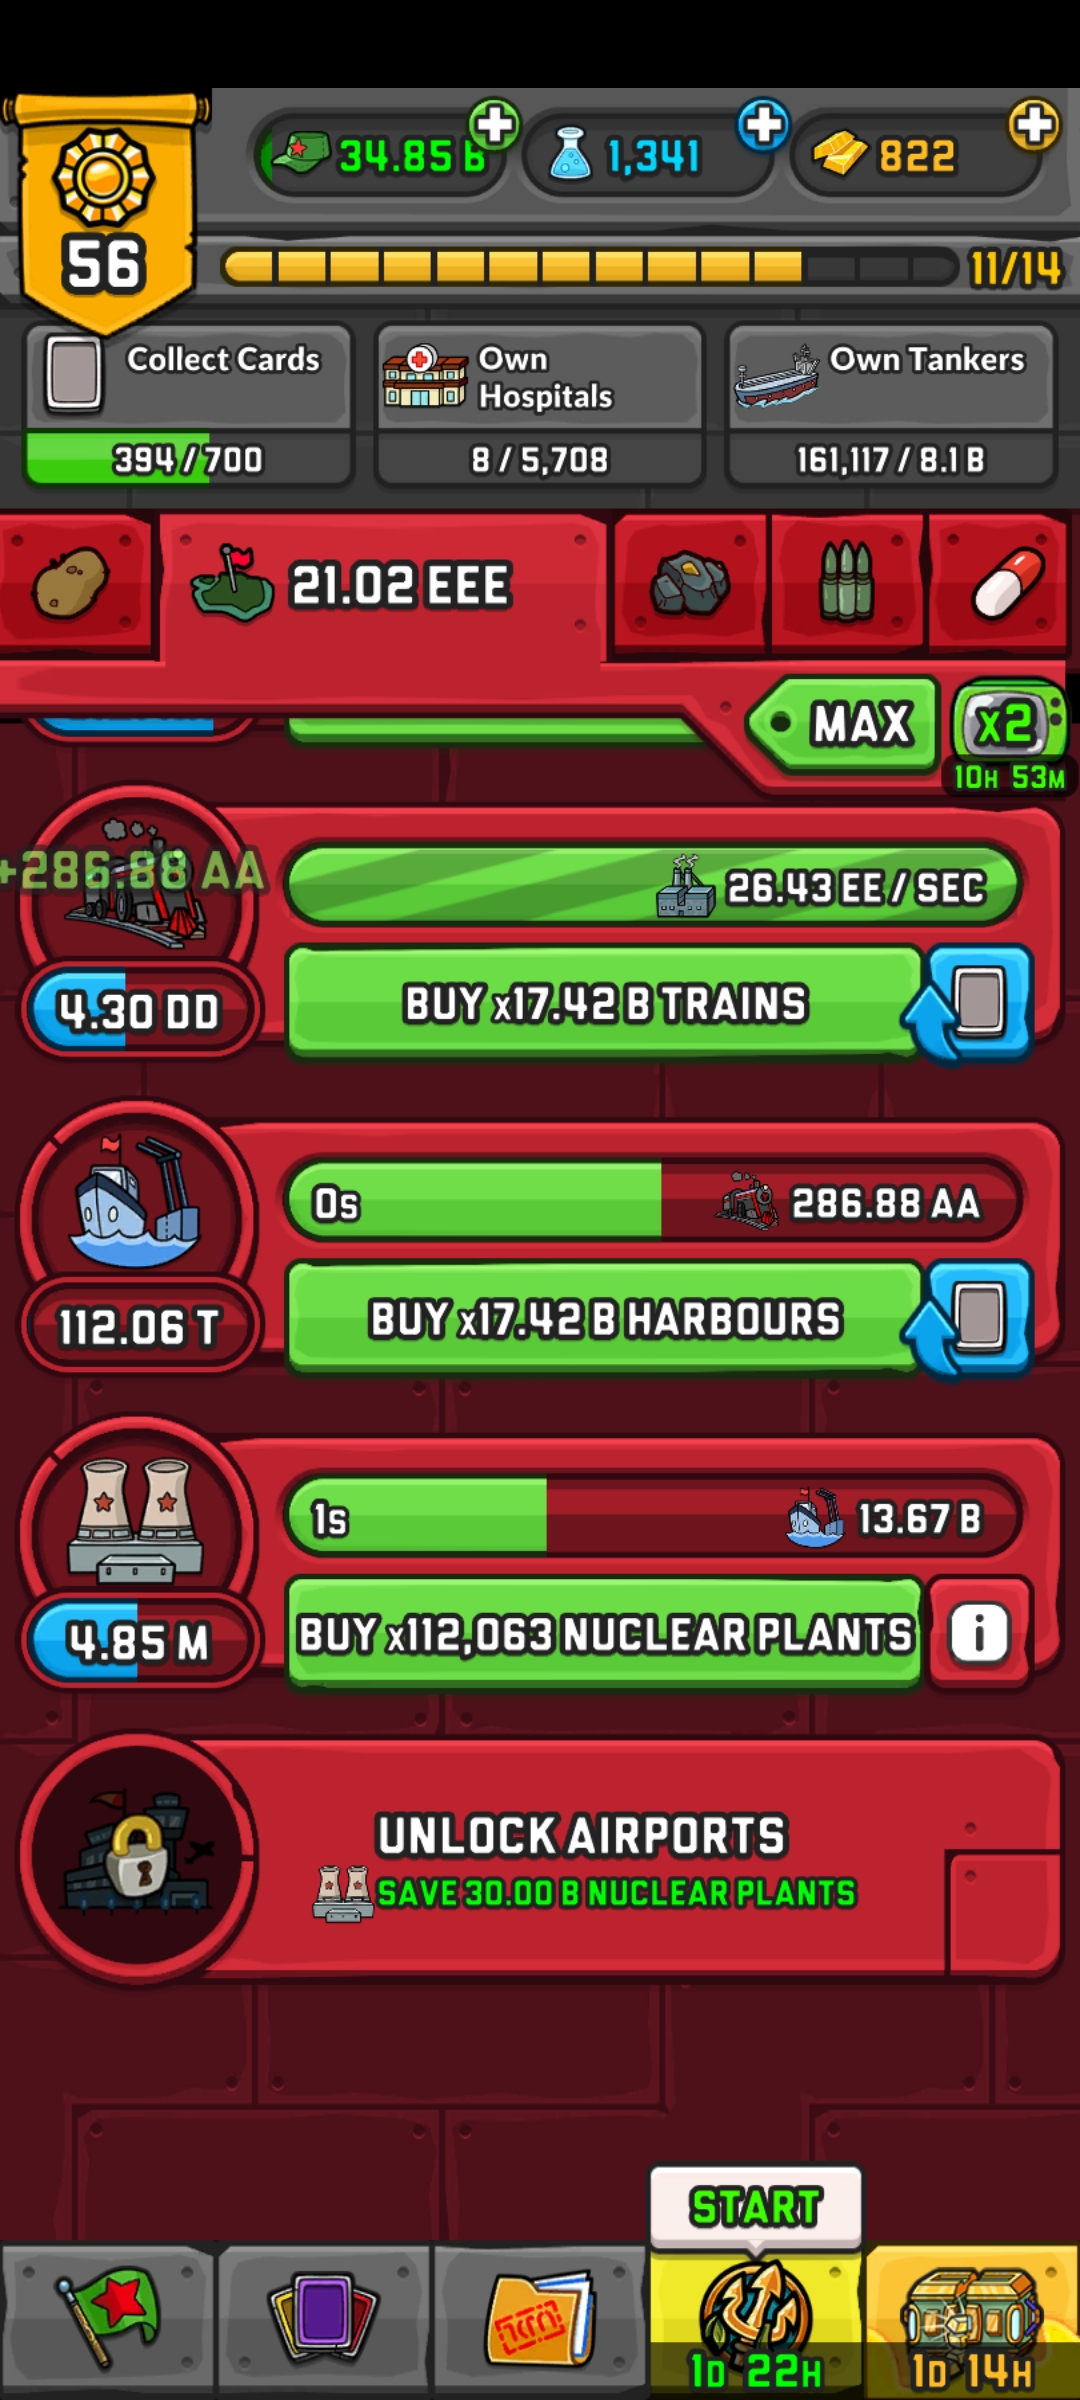 34.85 B
1,341
822
56
11/14
Collect Cards
394 / 700
Own
Hospitals
8 / 5,708
Own Tankers
161,117 / 8.1 B
21.02 EEE
MAX
x2
10H 53M
+286.88 AA
26.43 EE / SEC
4.30 DD
BUY x17.42 B TRAINS
0s
286.88 AA
112.06 T
BUY x17.42 B HARBOURS
1s
13.67 B
4.85 M
BUY x112,063 NUCLEAR PLANTS
i
UNLOCK AIRPORTS
SAVE 30.00 B NUCLEAR PLANTS
START
1D 22H
1D 14H